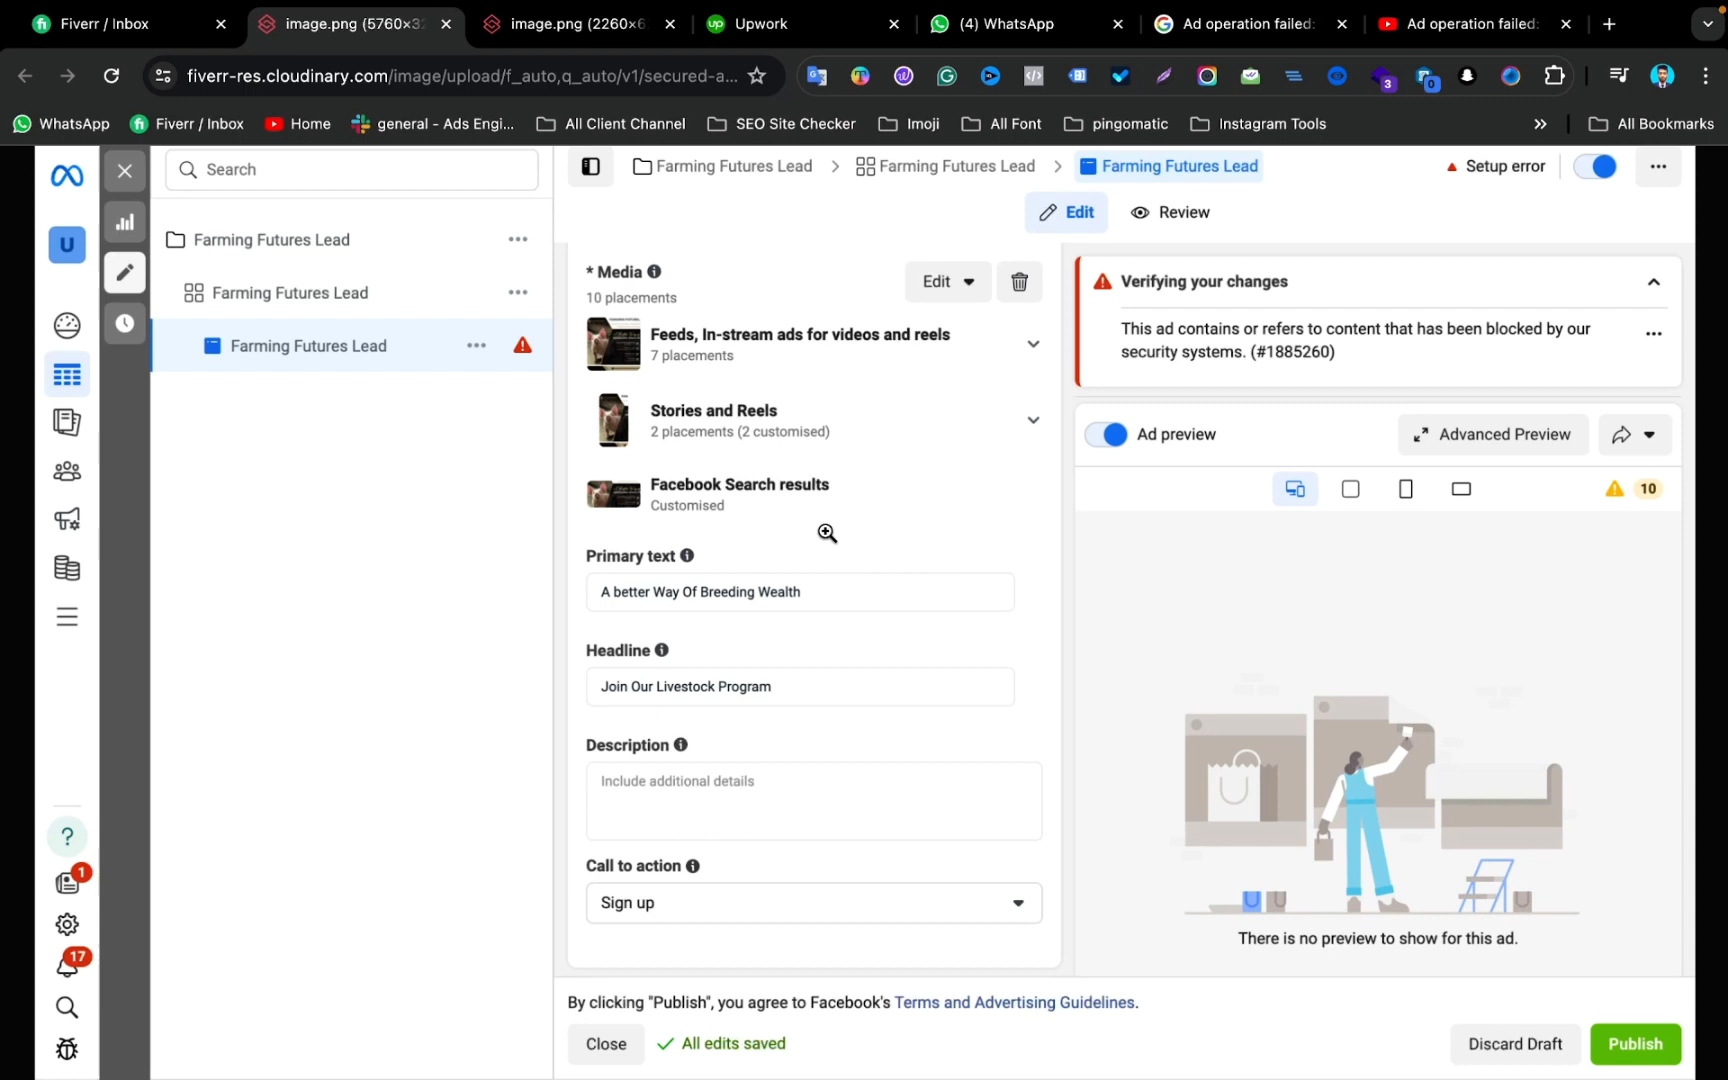 Fiverr / Inbox
image.png (5760×32
image.png (2260×6
Upwork
(4) WhatsApp
Ad operation failed:
Ad operation failed:
fiverr-res.cloudinary.com/image/upload/f_auto,q_auto/v1/secured-a...
3
0
WhatsApp
Fiverr / Inbox
Home
general - Ads Engi...
All Client Channel
SEO Site Checker
Imoji
All Font
pingomatic
Instagram Tools
All Bookmarks
Search
Farming Futures Lead
Farming Futures Lead
Farming Futures Lead
Setup error
Edit
Review
U
Farming Futures Lead
Farming Futures Lead
Farming Futures Lead
* Media
10 placements
Edit
Feeds, In-stream ads for videos and reels
7 placements
Stories and Reels
2 placements (2 customised)
Facebook Search results
Customised
Primary text
A better Way Of Breeding Wealth
Headline
Join Our Livestock Program
Description
Include additional details
Call to action
Sign up
Verifying your changes
This ad contains or refers to content that has been blocked by our
security systems. (#1885260)
Ad preview
Advanced Preview
10
There is no preview to show for this ad.
?
1
17
By clicking "Publish", you agree to Facebook's Terms and Advertising Guidelines.
Close
All edits saved
Discard Draft
Publish